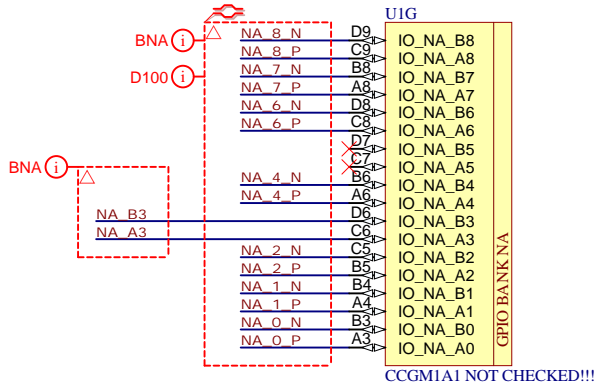 U1G
BNA i
D100 i
BNA i
NA_8_N D9 IO_NA_B8
NA_8_P C9 IO_NA_A8
NA_7_N B8 IO_NA_B7
NA_7_P A8 IO_NA_A7
NA_6_N D8 IO_NA_B6
NA_6_P C8 IO_NA_A6
D7 IO_NA_B5
C7 IO_NA_A5
NA_4_N B6 IO_NA_B4
NA_4_P A6 IO_NA_A4
NA_B3 D6 IO_NA_B3
NA_A3 C6 IO_NA_A3
NA_2_N C5 IO_NA_B2
NA_2_P B5 IO_NA_A2
NA_1_N B4 IO_NA_B1
NA_1_P A4 IO_NA_A1
NA_0_N B3 IO_NA_B0
NA_0_P A3 IO_NA_A0
GPIO BANK NA
CCGM1A1 NOT CHECKED!!!